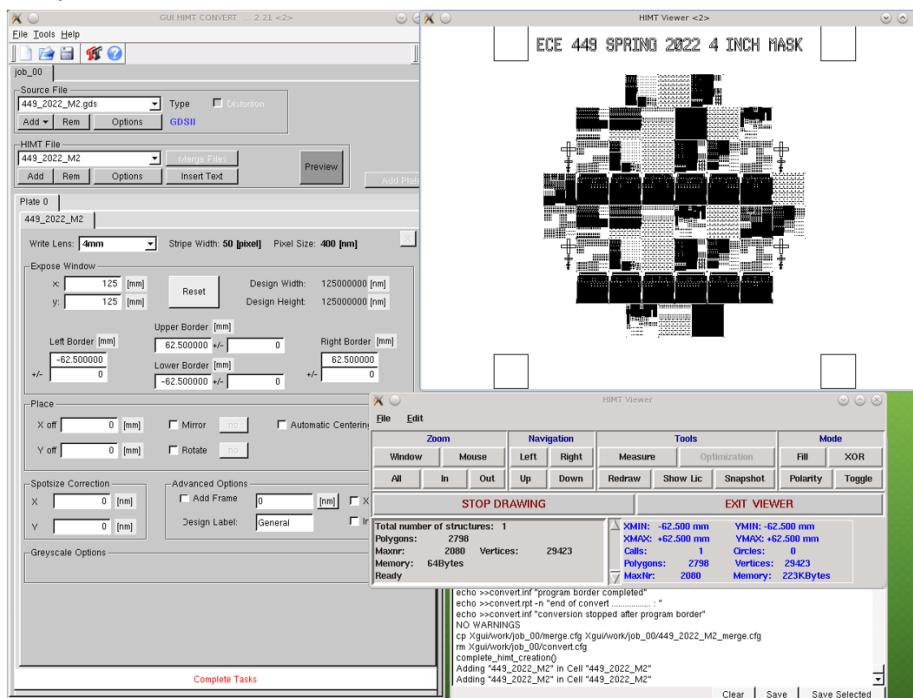 GUI HIMT CONVERT ... 2.21 <2>
File Tools Help
job_00
Source File
449_2022_M2.gds Type Distortion
Add Rem Options GDSII
HIMT File
449_2022_M2 Merge Files
Add Rem Options Insert Text Preview
Add Plate
Plate 0
449_2022_M2
Write Lens: 4mm Stripe Width: 50 [pixel] Pixel Size: 400 [nm]
Expose Window
x: 125 [mm] Reset Design Width: 125000000 [nm]
y: 125 [mm] Design Height: 125000000 [nm]
Upper Border [mm]
Left Border [mm] 62.500000 +/- 0 Right Border [mm]
-62.500000 Lower Border [mm] 62.500000
+/- 0 -62.500000 +/- 0 +/- 0
Place
X off 0 [mm] Mirror no Automatic Centering
Y off 0 [mm] Rotate no
Spotsize Correction Advanced Options
X 0 [nm] Add Frame 0 [nm] X
Y 0 [nm] Design Label: General
Greyscale Options
Complete Tasks
HIMT Viewer <2>
ECE 449 SPRING 2022 4 INCH MASK
HIMT Viewer
File Edit
Zoom Navigation Tools Mode
Window Mouse Left Right Measure Optimization Fill XOR
All In Out Up Down Redraw Show Lic Snapshot Polarity Toggle
STOP DRAWING EXIT VIEWER
Total number of structures: 1
Polygons: 2798
Maxnr: 2080 Vertices: 29423
Memory: 64Bytes
Ready
XMIN: -62.500 mm YMIN: -62.500 mm
XMAX: +62.500 mm YMAX: +62.500 mm
Calls: 1 Circles: 0
Polygons: 2798 Vertices: 29423
MaxNr: 2080 Memory: 223KBytes
echo >>convert.inf "program border completed"
echo >>convert.rpt -n "end of convert ................. : "
echo >>convert.inf "conversion stopped after program border"
NO WARNINGS
cp Xgui/work/job_00/merge.cfg Xgui/work/job_00/449_2022_M2_merge.cfg
rm Xgui/work/job_00/convert.cfg
complete_himt_creation()
Adding "449_2022_M2" in Cell "449_2022_M2"
Adding "449_2022_M2" in Cell "449_2022_M2"
Clear Save Save Selected